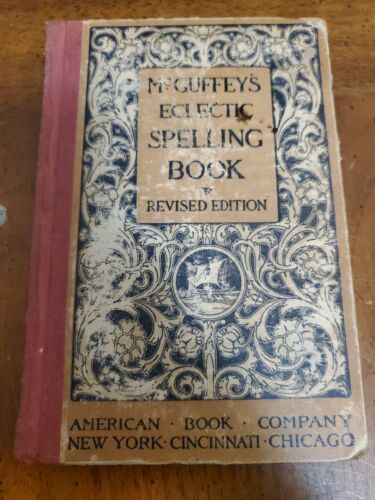 McGUFFEY'S
ECLECTIC
SPELLING
BOOK
REVISED EDITION
AMERICAN · BOOK · COMPANY
NEW YORK · CINCINNATI · CHICAGO